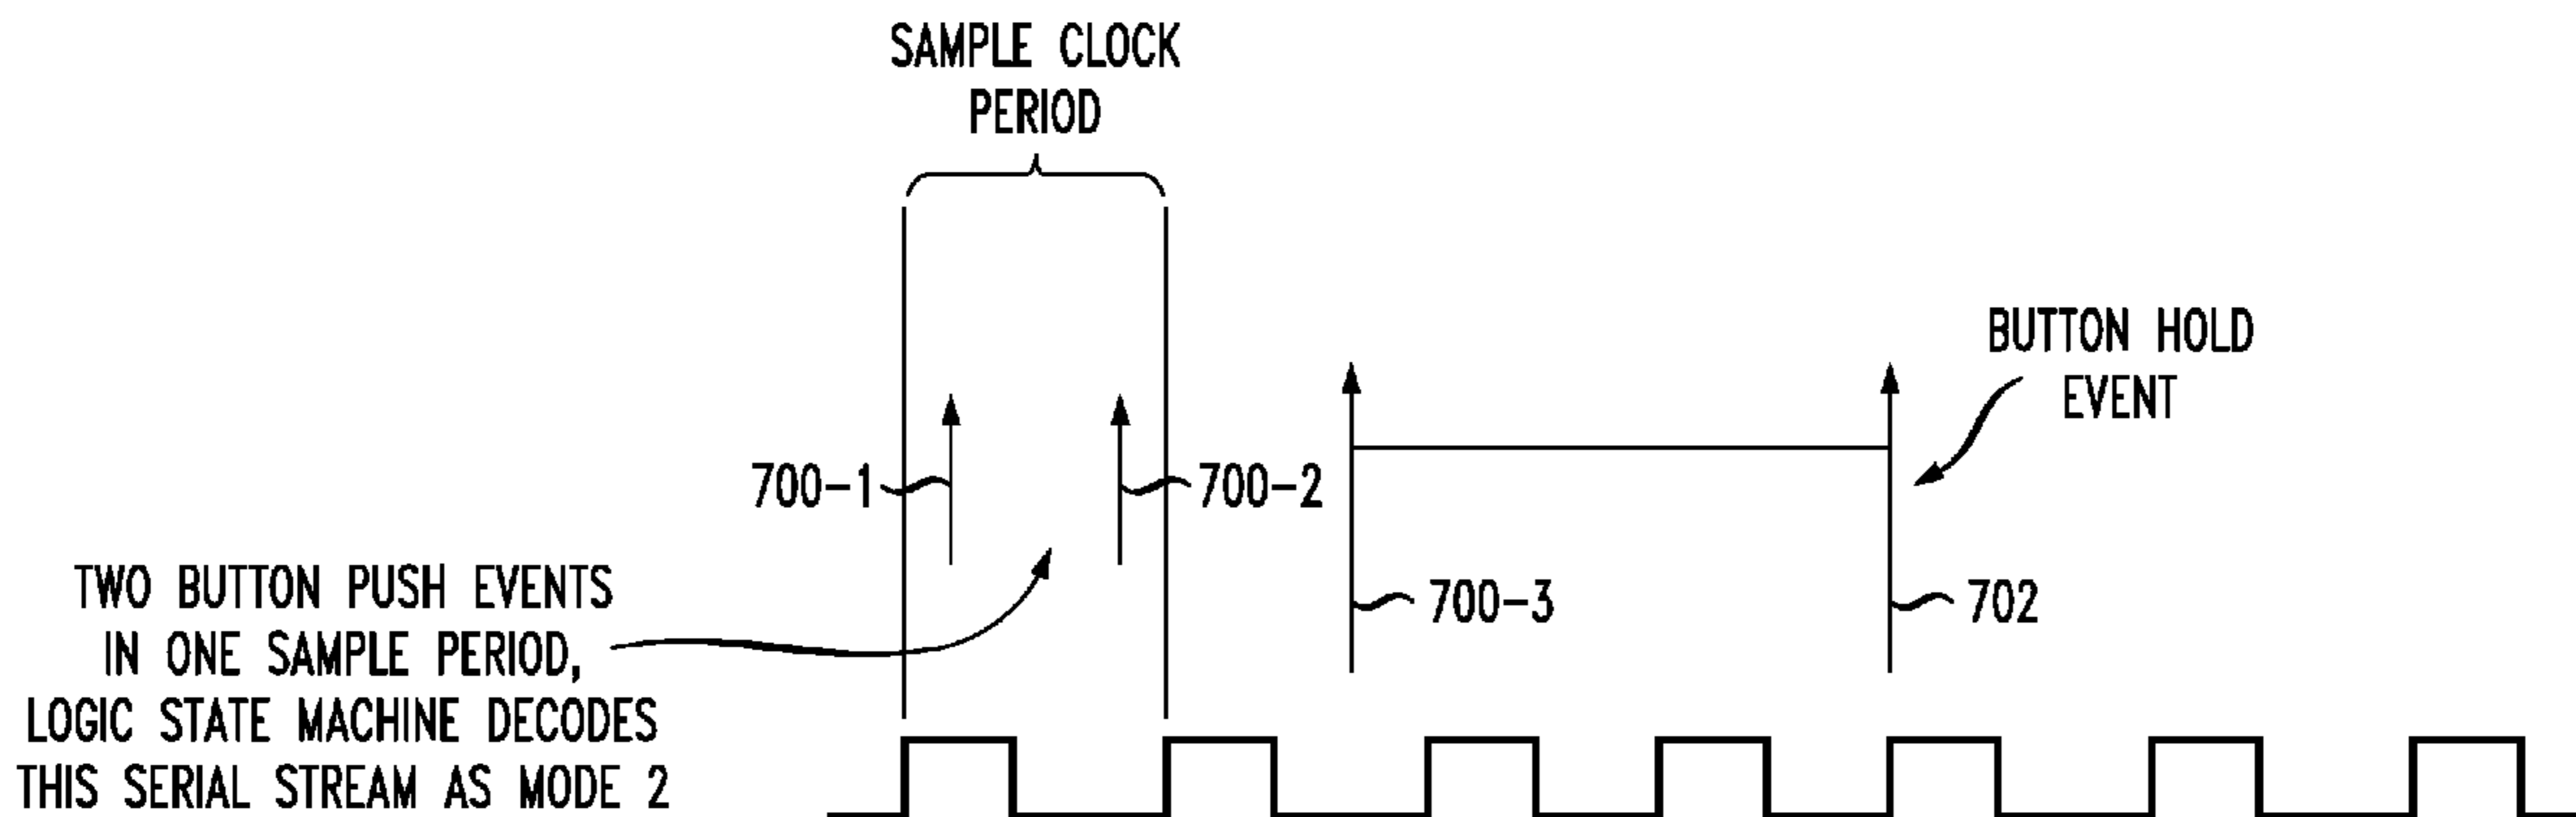 SAMPLE CLOCK
PERIOD
BUTTON HOLD
EVENT
700-1
700-2
TWO BUTTON PUSH EVENTS
IN ONE SAMPLE PERIOD,
LOGIC STATE MACHINE DECODES
THIS SERIAL STREAM AS MODE 2
700-3
702